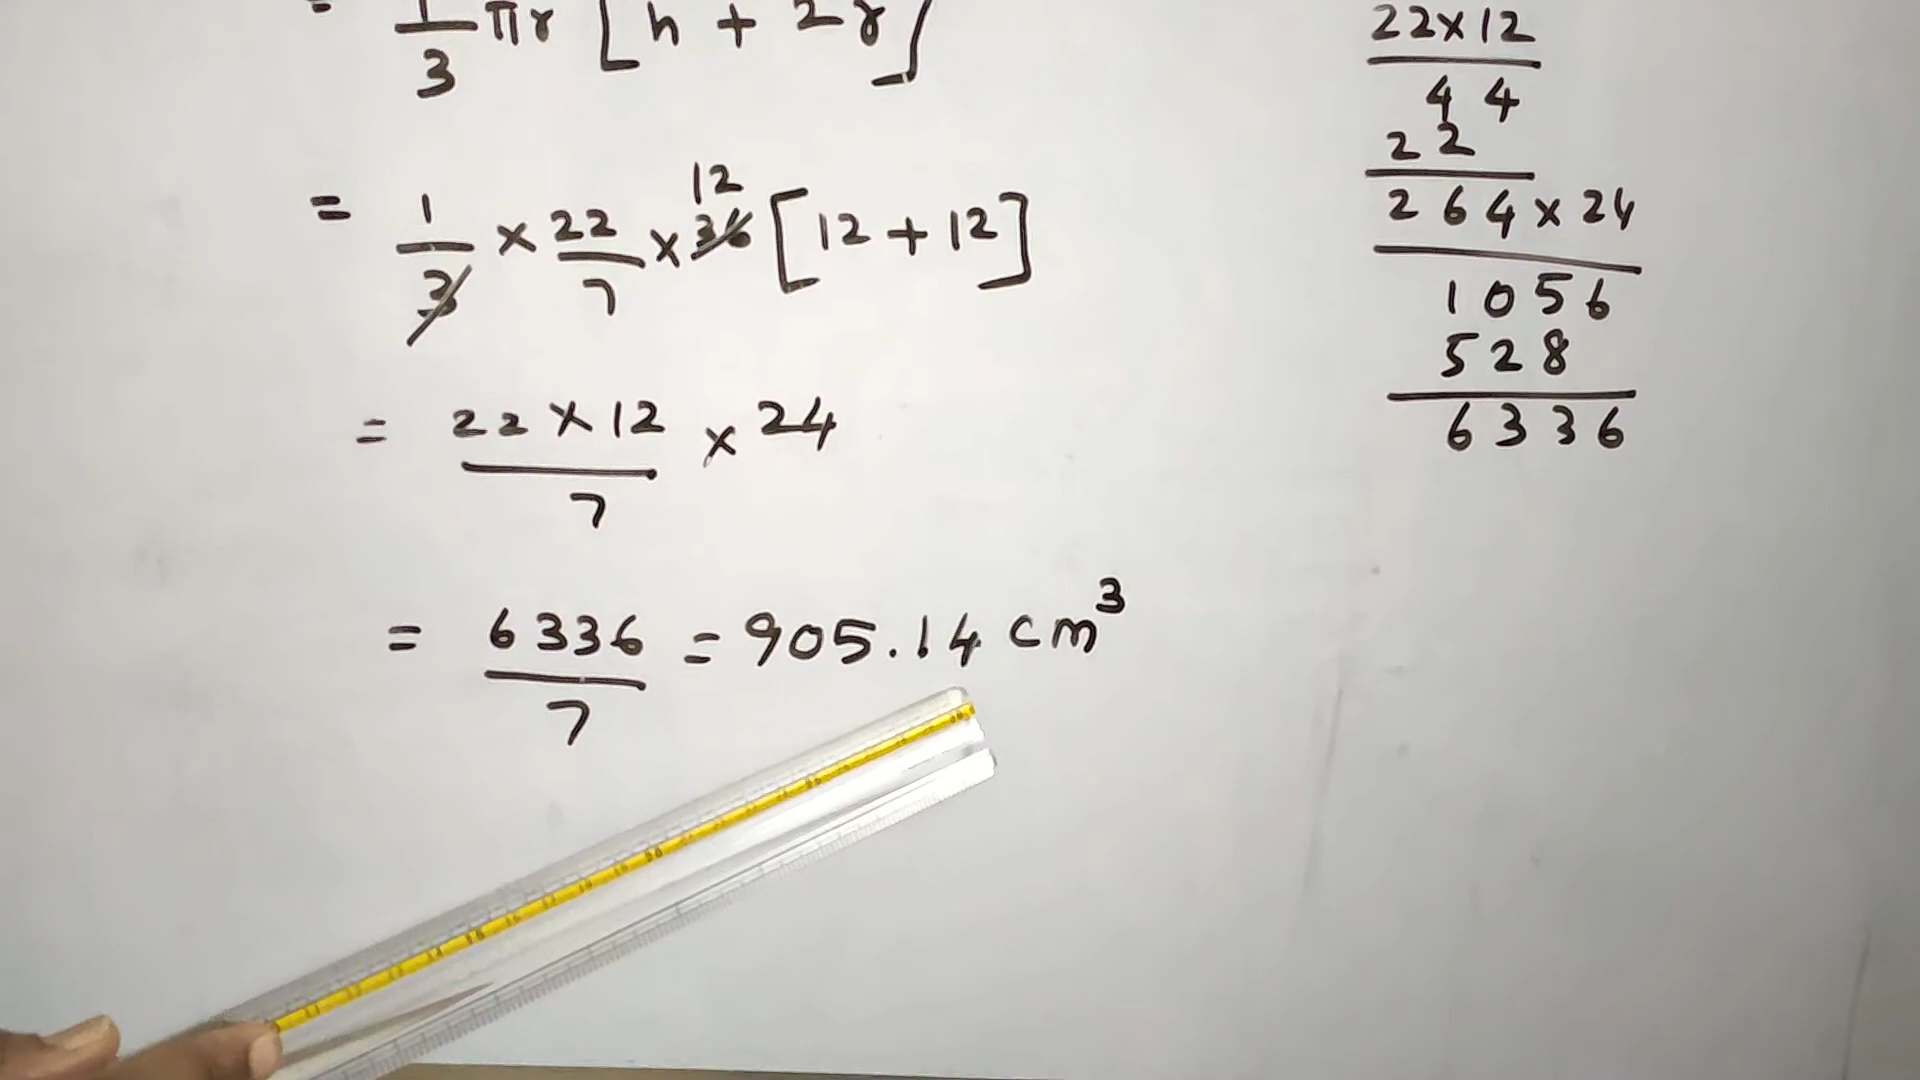 = 1/3 πr [h + 2r]
= 1/3 × 22/7 × 36 12 [12 + 12]
= 22 × 12/7 × 24
= 6336/7 = 905.14 cm³
22 × 12
44
22
264 × 24
1056
528
6336